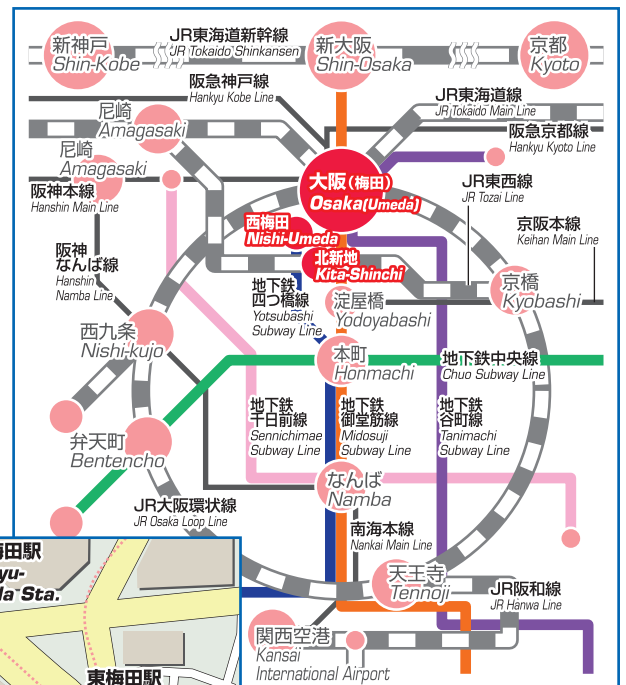 新神戸
Shin-Kobe
JR東海道新幹線
JR Tokaido Shinkansen
新大阪
Shin-Osaka
京都
Kyoto
阪急神戸線
Hankyu Kobe Line
JR東海道線
JR Tokaido Main Line
尼崎
Amagasaki
阪急京都線
Hankyu Kyoto Line
尼崎
Amagasaki
大阪(梅田)
Osaka(Umeda)
JR東西線
JR Tozai Line
阪神本線
Hanshin Main Line
西梅田
Nishi-Umeda
京阪本線
Keihan Main Line
阪神
なんば線
Hanshin
Namba Line
北新地
Kita-Shinchi
京橋
Kyobashi
地下鉄
四つ橋線
Yotsubashi
Subway Line
淀屋橋
Yodoyabashi
西九条
Nishi-kujo
本町
Honmachi
地下鉄中央線
Chuo Subway Line
地下鉄
千日前線
Sennichimae
Subway Line
地下鉄
御堂筋線
Midosuji
Subway Line
地下鉄
谷町線
Tanimachi
Subway Line
弁天町
Bentencho
なんば
Namba
JR大阪環状線
JR Osaka Loop Line
南海本線
Nankai Main Line
天王寺
Tennoji
JR阪和線
JR Hanwa Line
関西空港
Kansai
International Airport
梅田駅
yu-
da Sta.
東梅田駅